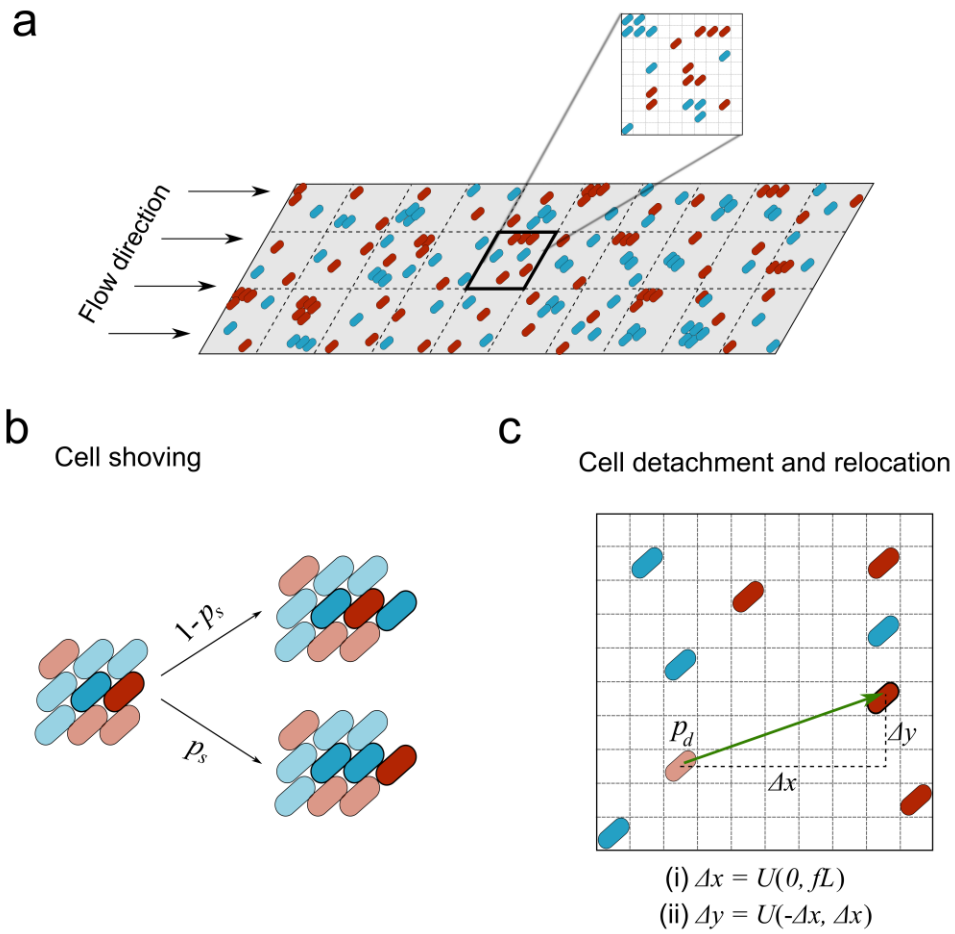 a
Flow direction
b
Cell shoving
1-pₛ
pₛ
c
Cell detachment and relocation
p_d
Δy
Δx
(i) Δx = U(0, fL)
(ii) Δy = U(-Δx, Δx)